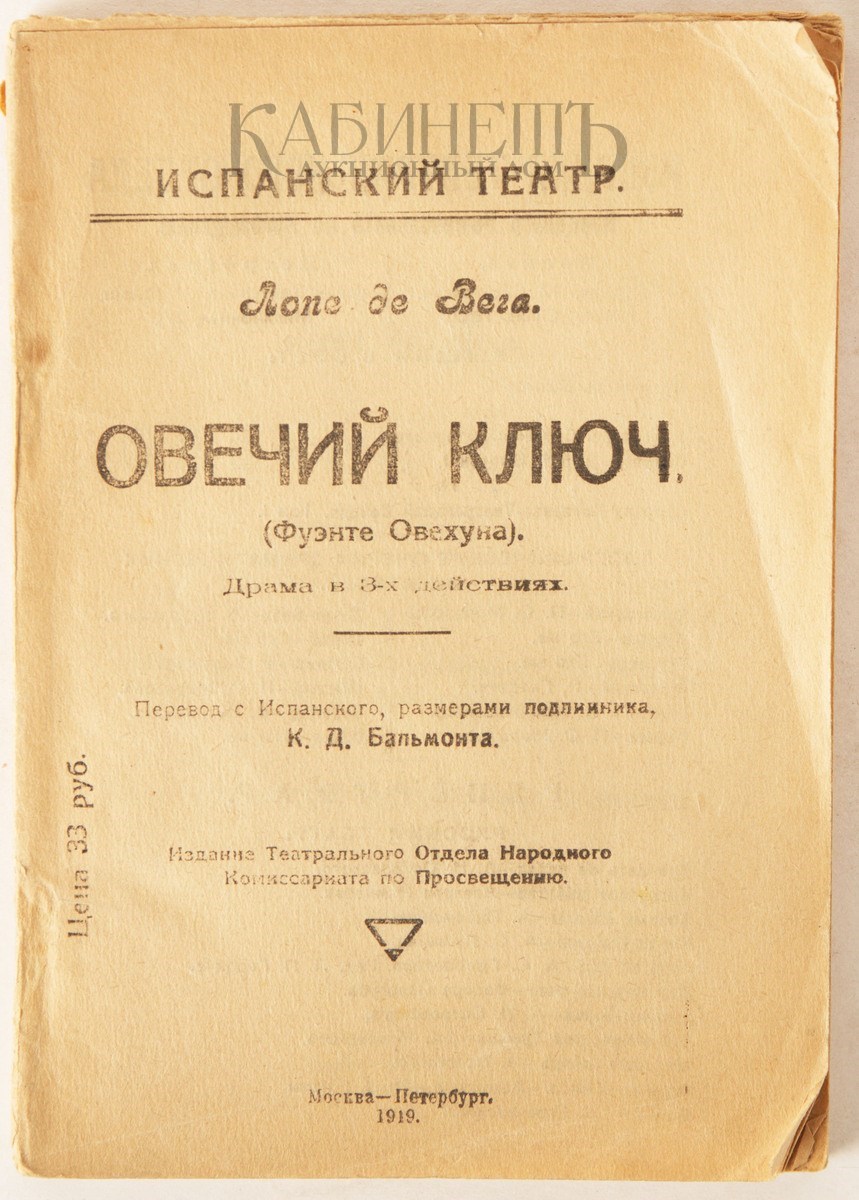 КАБИНЕТЪ
АУКЦИОННЫЙ ДОМ
ИСПАНСКИЙ ТЕАТР.
Лопе де Вега.
ОВЕЧИЙ КЛЮЧ.
(Фуэнте Овехуна).
Драма в 3-х действиях.
Перевод с Испанского, размерами подлинника,
К. Д. Бальмонта.
Цена 33 руб.
Издание Театрального Отдела Народного
Комиссариата по Просвещению.
Москва—Петербург.
1919.